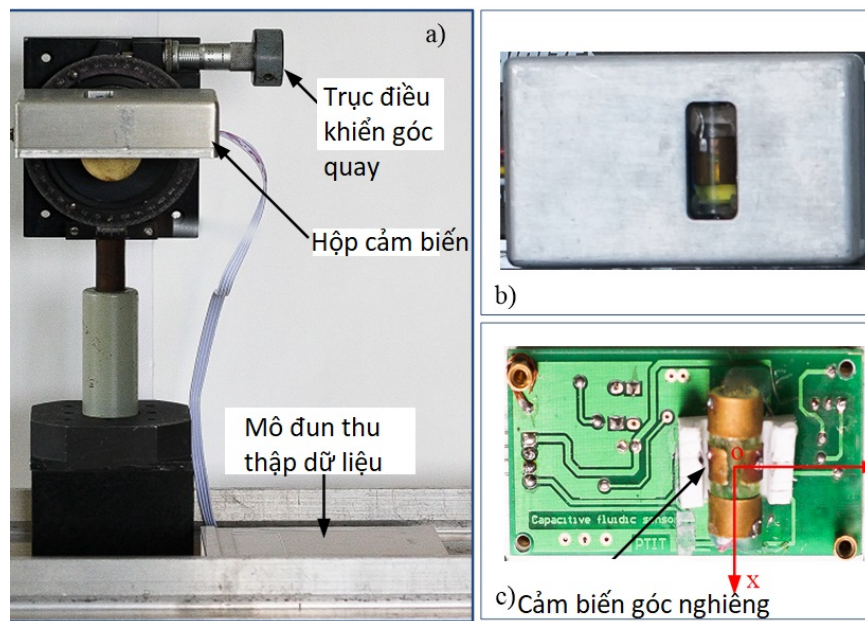 a)
Trục điều
khiển góc
quay
Hộp cảm biến
Mô đun thu
thập dữ liệu
b)
O
Capacitive fluidic sensor
PTIT
X
c)
Cảm biến góc nghiêng